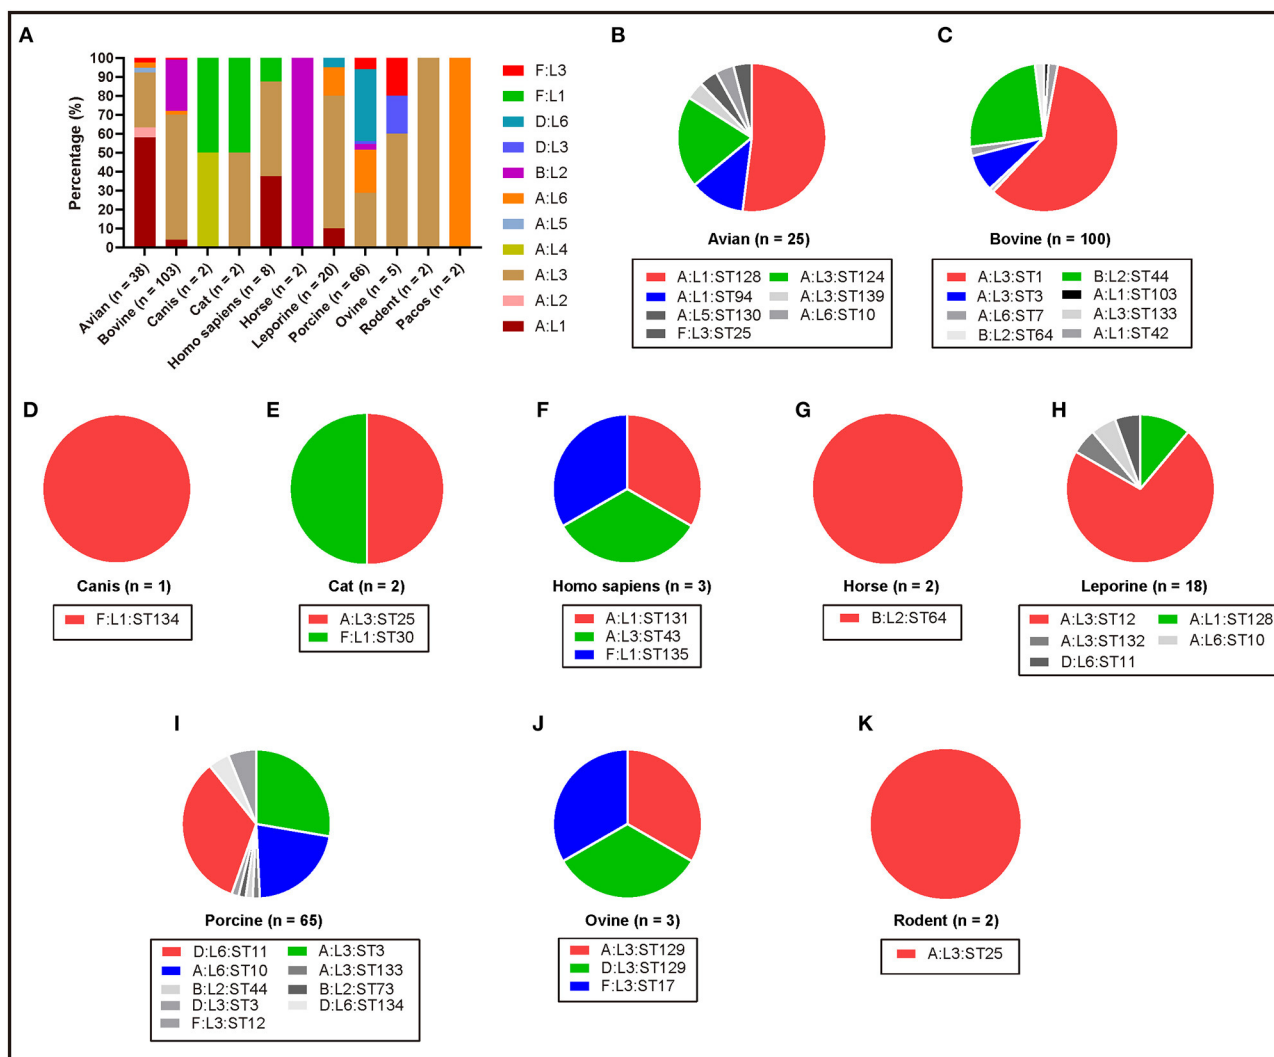 A
Percentage (%)
100
90
80
70
60
50
40
30
20
10
0
Avian (n = 38)
Bovine (n = 103)
Canis (n = 2)
Cat (n = 2)
Homo sapiens (n = 8)
Horse (n = 2)
Leporine (n = 20)
Porcine (n = 66)
Ovine (n = 5)
Rodent (n = 2)
Pacos (n = 2)
F:L3
F:L1
D:L6
D:L3
B:L2
A:L6
A:L5
A:L4
A:L3
A:L2
A:L1
B
Avian (n = 25)
A:L1:ST128 A:L3:ST124
A:L1:ST94 A:L3:ST139
A:L5:ST130 A:L6:ST10
F:L3:ST25
C
Bovine (n = 100)
A:L3:ST1 B:L2:ST44
A:L3:ST3 A:L1:ST103
A:L6:ST7 A:L3:ST133
B:L2:ST64 A:L1:ST42
D
Canis (n = 1)
F:L1:ST134
E
Cat (n = 2)
A:L3:ST25
F:L1:ST30
F
Homo sapiens (n = 3)
A:L1:ST131
A:L3:ST43
F:L1:ST135
G
Horse (n = 2)
B:L2:ST64
H
Leporine (n = 18)
A:L3:ST12 A:L1:ST128
A:L3:ST132 A:L6:ST10
D:L6:ST11
I
Porcine (n = 65)
D:L6:ST11 A:L3:ST3
A:L6:ST10 A:L3:ST133
B:L2:ST44 B:L2:ST73
D:L3:ST3 D:L6:ST134
F:L3:ST12
J
Ovine (n = 3)
A:L3:ST129
D:L3:ST129
F:L3:ST17
K
Rodent (n = 2)
A:L3:ST25